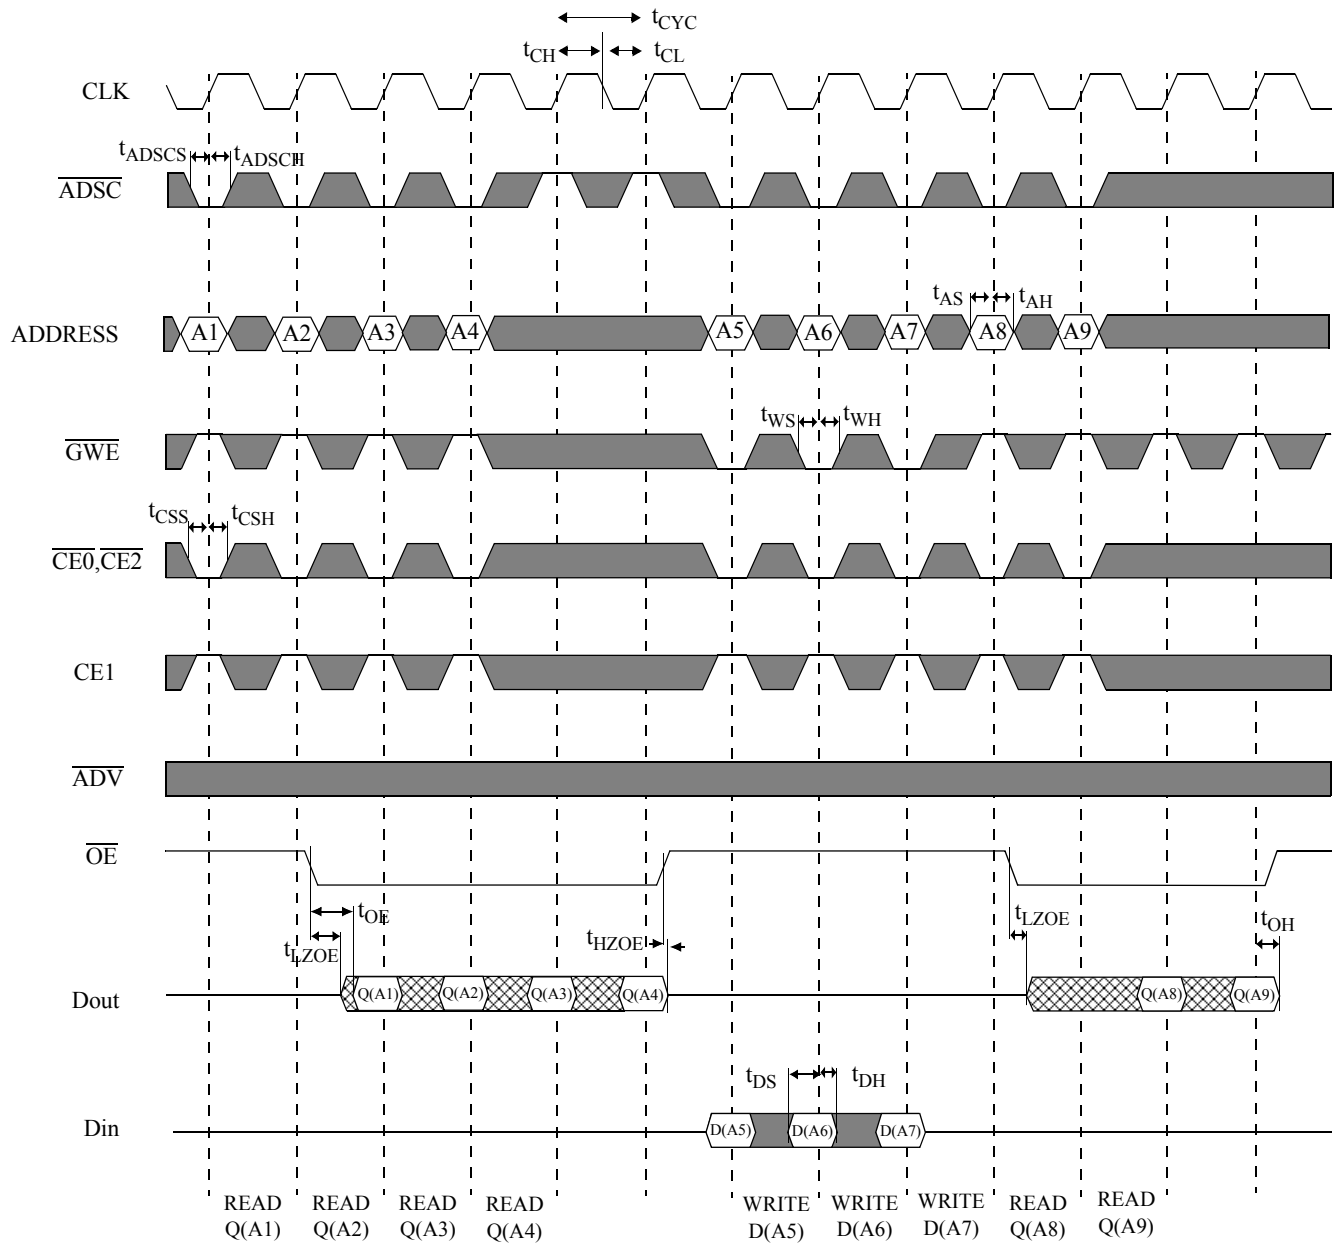 tCYC
tCH tCL
CLK
tADSCS tADSCH
ADSC
tAS tAH
ADDRESS A1 A2 A3 A4 A5 A6 A7 A8 A9
tWS tWH
GWE
tCSS tCSH
CE0,CE2
CE1
ADV
OE
tOE tLZOE
tLZOE tHZOE tOH
Dout Q(A1) Q(A2) Q(A3) Q(A4) Q(A8) Q(A9)
tDS tDH
Din D(A5) D(A6) D(A7)
READ READ READ READ WRITE WRITE WRITE READ READ
Q(A1) Q(A2) Q(A3) Q(A4) D(A5) D(A6) D(A7) Q(A8) Q(A9)